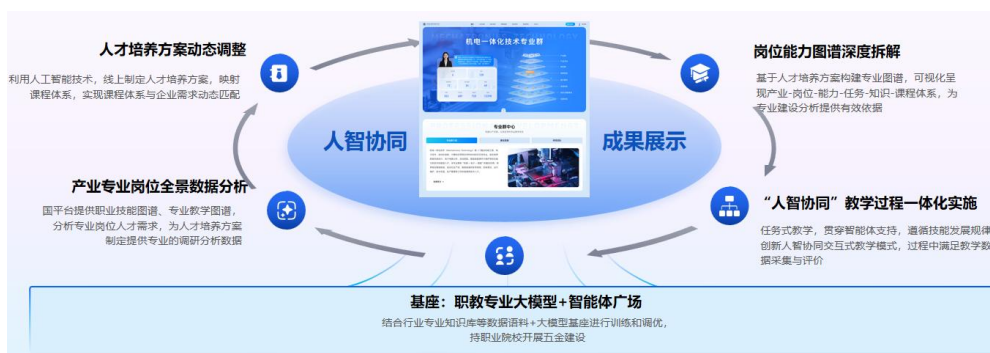 人才培养方案动态调整
利用人工智能技术，线上制定人才培养方案，映射
课程体系，实现课程体系与企业需求动态匹配
机电一体化技术专业群
岗位能力图谱深度拆解
基于人才培养方案构建专业图谱，可视化呈
现产业-岗位-能力-任务-知识-课程体系，为
专业建设分析提供有效依据
人智协同
成果展示
专业群中心
产业专业岗位全景数据分析
国平台提供职业技能图谱、专业教学图谱，
分析专业岗位人才需求，为人才培养方案
制定提供专业的调研分析数据
“人智协同”教学过程一体化实施
任务式教学，贯穿智能体支持，遵循技能发展规律
创新人智协同交互式教学模式，过程中满足教学数
据采集与评价
基座：职教专业大模型+智能体广场
结合行业专业知识库等数据语料+大模型基座进行训练和调优，
持职业院校开展五金建设